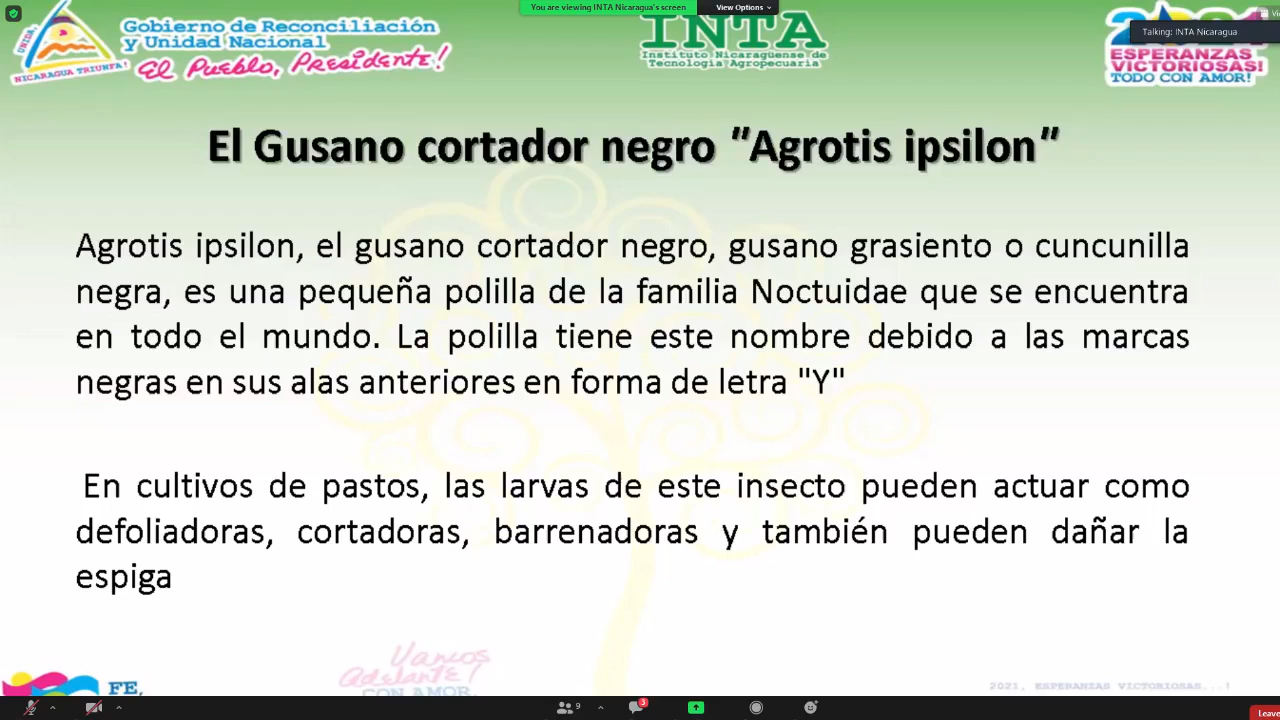 You are viewing INTA Nicaragua's screen
View Options
Talking: INTA Nicaragua
UNIDA,
NICARAGUA TRIUNFA!
Gobierno de Reconciliación
y Unidad Nacional
El Pueblo, Presidente!
INTA
Instituto Nicaragüense de
Tecnología Agropecuaria
ESPERANZAS
VICTORIOSAS!
TODO CON AMOR!
El Gusano cortador negro "Agrotis ipsilon"
Agrotis ipsilon, el gusano cortador negro, gusano grasiento o cuncunilla
negra, es una pequeña polilla de la familia Noctuidae que se encuentra
en todo el mundo. La polilla tiene este nombre debido a las marcas
negras en sus alas anteriores en forma de letra "Y"
En cultivos de pastos, las larvas de este insecto pueden actuar como
defoliadoras, cortadoras, barrenadoras y también pueden dañar la
espiga
Vamos
Adelante!
CON AMOR,
FE,
2021, ESPERANZAS VICTORIOSAS...!
9
3
Leave